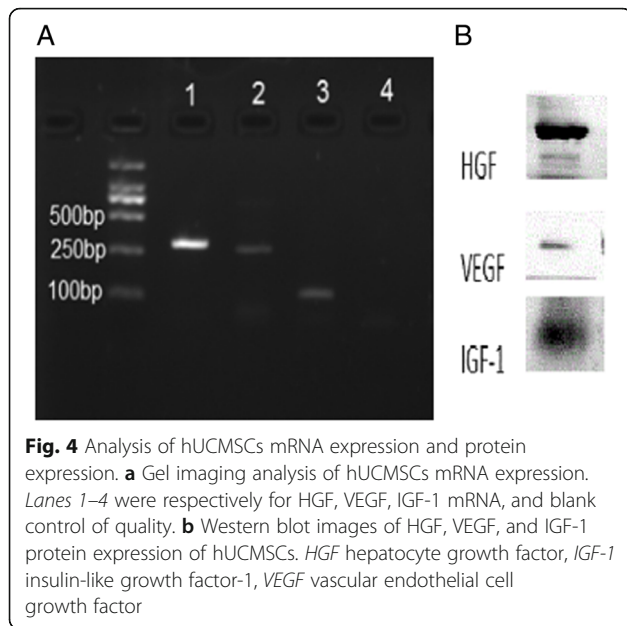 A
B
1 2 3 4
500bp
250bp
100bp
HGF
VEGF
IGF-1
Fig. 4 Analysis of hUCMSCs mRNA expression and protein
expression. a Gel imaging analysis of hUCMSCs mRNA expression.
Lanes 1–4 were respectively for HGF, VEGF, IGF-1 mRNA, and blank
control of quality. b Western blot images of HGF, VEGF, and IGF-1
protein expression of hUCMSCs. HGF hepatocyte growth factor, IGF-1
insulin-like growth factor-1, VEGF vascular endothelial cell
growth factor